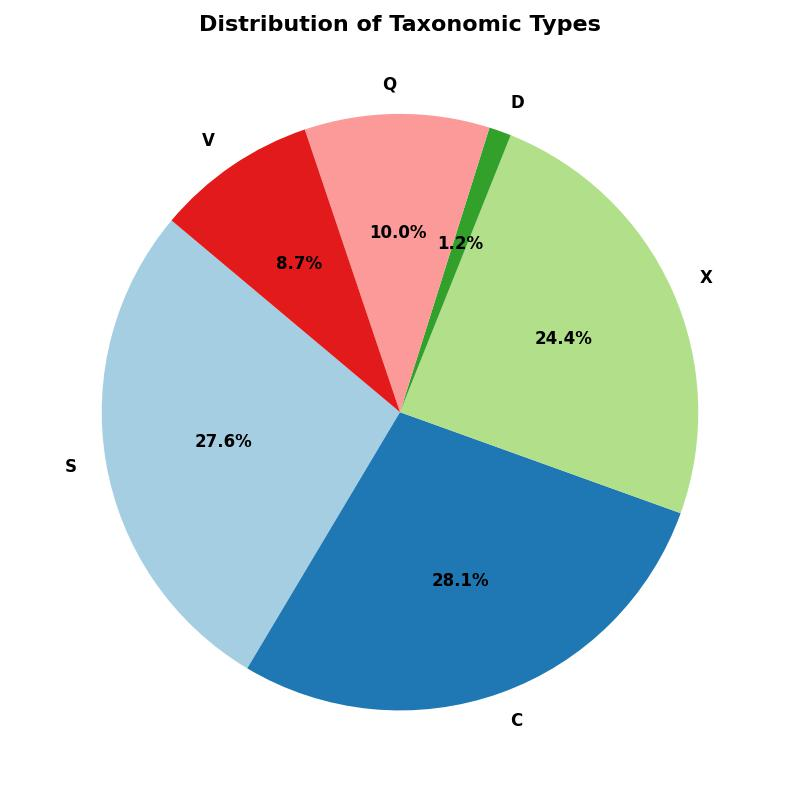 Distribution of Taxonomic Types
Q
D
V
X
S
C
10.0%
1.2%
8.7%
24.4%
27.6%
28.1%